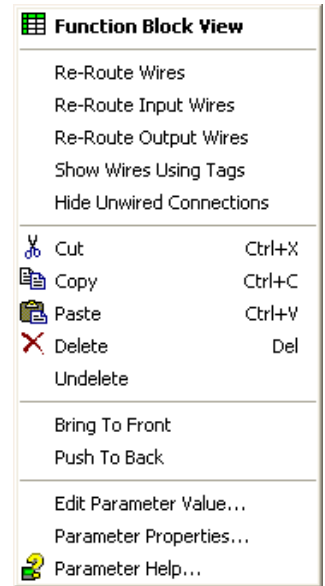 Function Block View
Re-Route Wires
Re-Route Input Wires
Re-Route Output Wires
Show Wires Using Tags
Hide Unwired Connections
Cut Ctrl+X
Copy Ctrl+C
Paste Ctrl+V
Delete Del
Undelete
Bring To Front
Push To Back
Edit Parameter Value...
Parameter Properties...
Parameter Help...